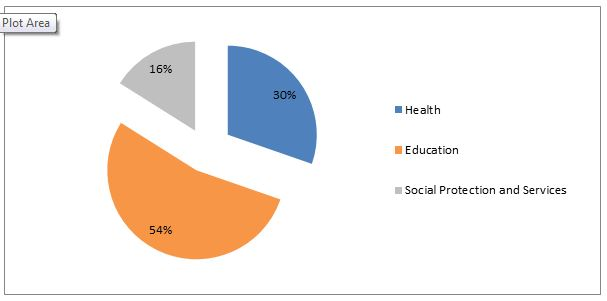 Plot Area
16%
30%
54%
Health
Education
Social Protection and Services